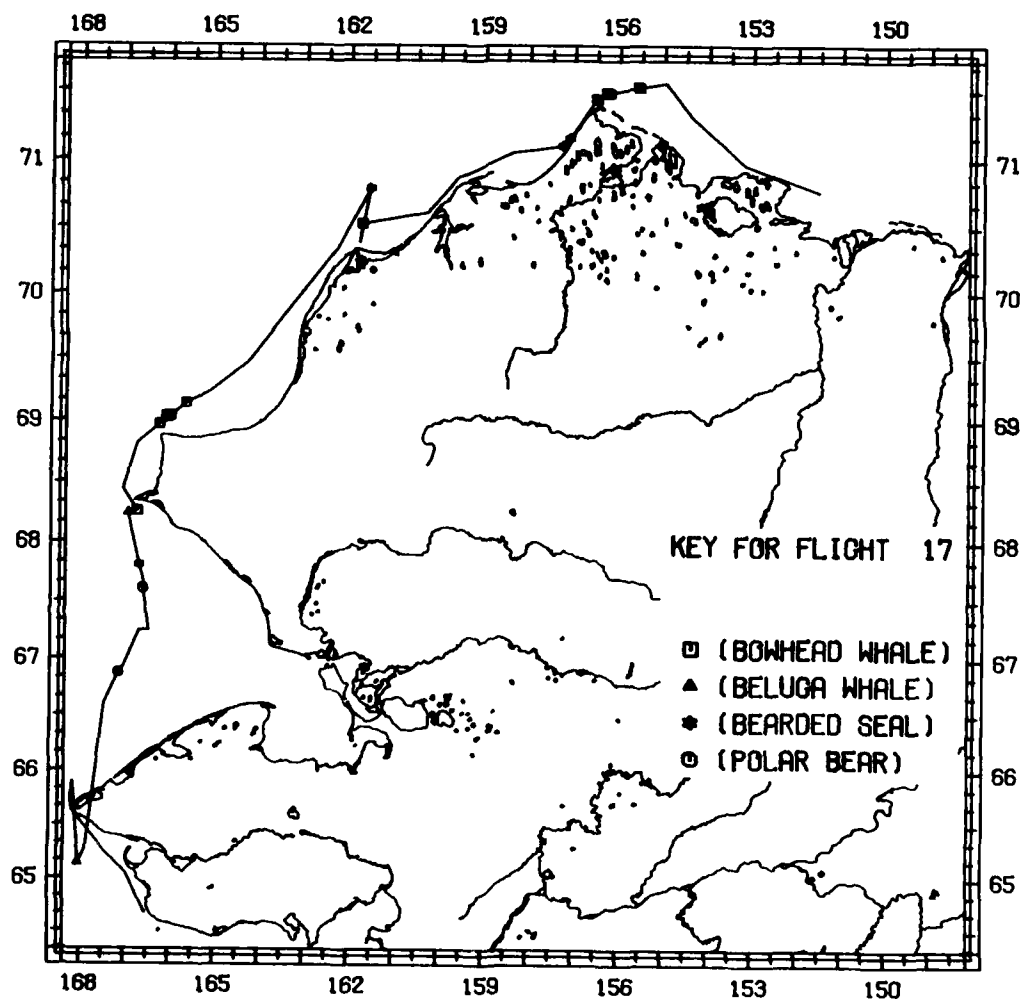 168 165 162 159 156 153 150
71 71
70 70
69 69
68 68
KEY FOR FLIGHT 17
67 67
(BOWHEAD WHALE)
(BELUGA WHALE)
(BEARDED SEAL)
(POLAR BEAR)
66 66
65 65
168 165 162 159 156 153 150